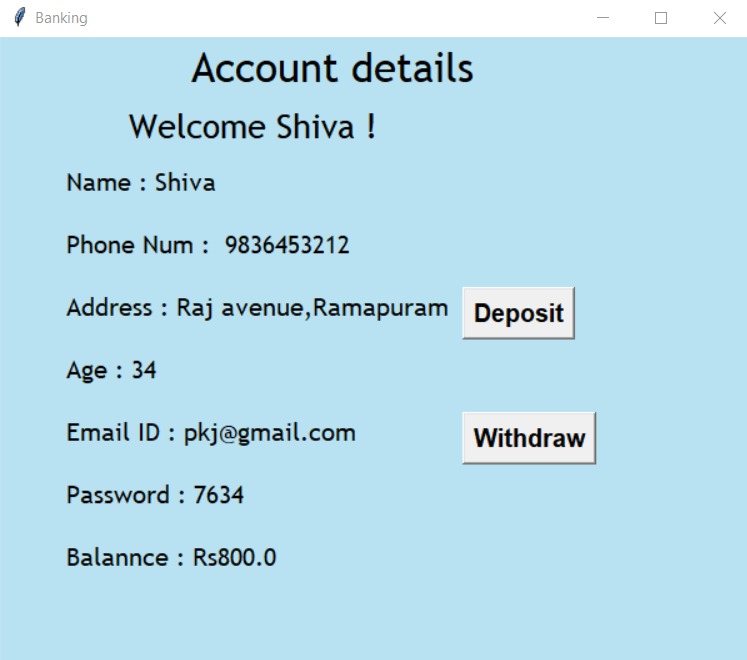 Banking
Account details
Welcome Shiva !
Name : Shiva
Phone Num :  9836453212
Address : Raj avenue,Ramapuram
Deposit
Age : 34
Email ID : pkj@gmail.com
Withdraw
Password : 7634
Balannce : Rs800.0